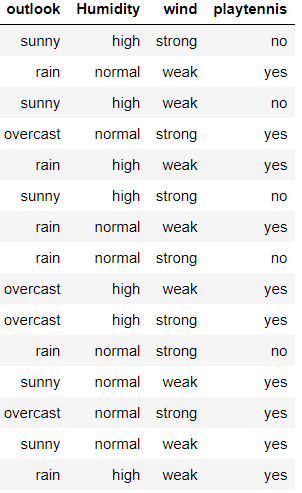 outlook Humidity wind playtennis
sunny high strong no
rain normal weak yes
sunny high weak no
overcast normal strong yes
rain high weak yes
sunny high strong no
rain normal weak yes
rain normal strong no
overcast high weak yes
overcast high strong yes
rain normal strong no
sunny normal weak yes
overcast normal strong yes
sunny normal weak yes
rain high weak yes